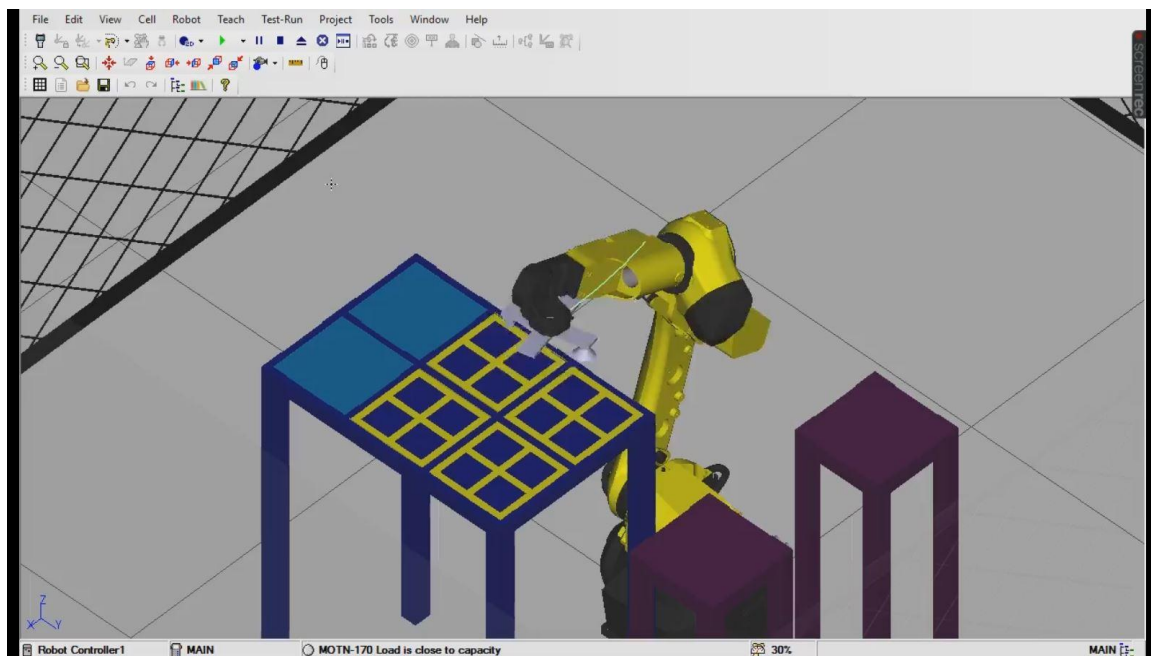 File Edit View Cell Robot Teach Test-Run Project Tools Window Help
screenrec
Z
X Y
Robot Controller1 MAIN MOTN-170 Load is close to capacity 30% MAIN